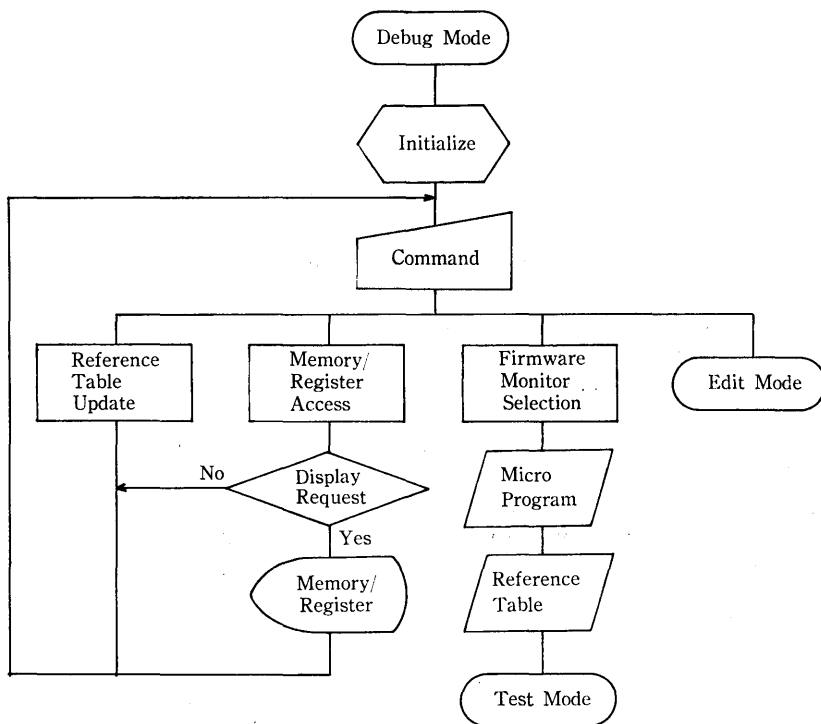 Debug Mode
Initialize
Command
Reference
Table
Update
Memory/
Register
Access
Firmware
Monitor
Selection
Edit Mode
No
Display
Request
Yes
Micro
Program
Memory/
Register
Reference
Table
Test Mode